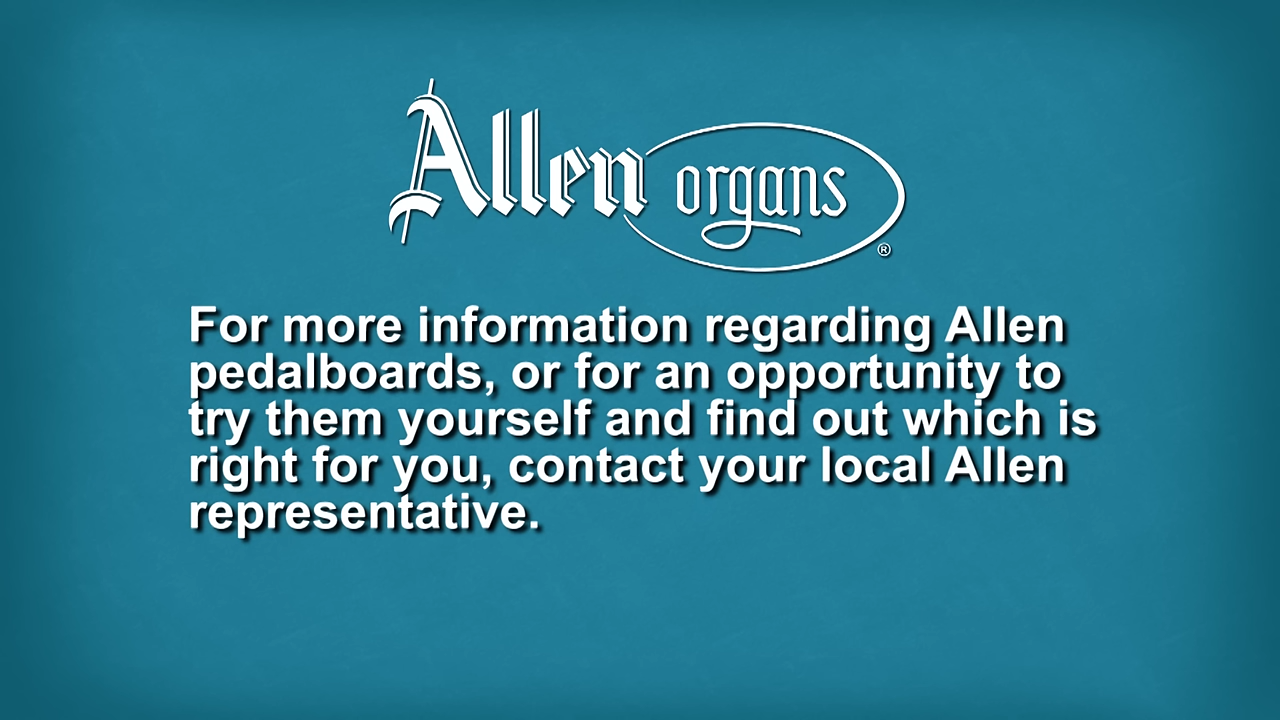 Allen organs ®
For more information regarding Allen
pedalboards, or for an opportunity to
try them yourself and find out which is
right for you, contact your local Allen
representative.